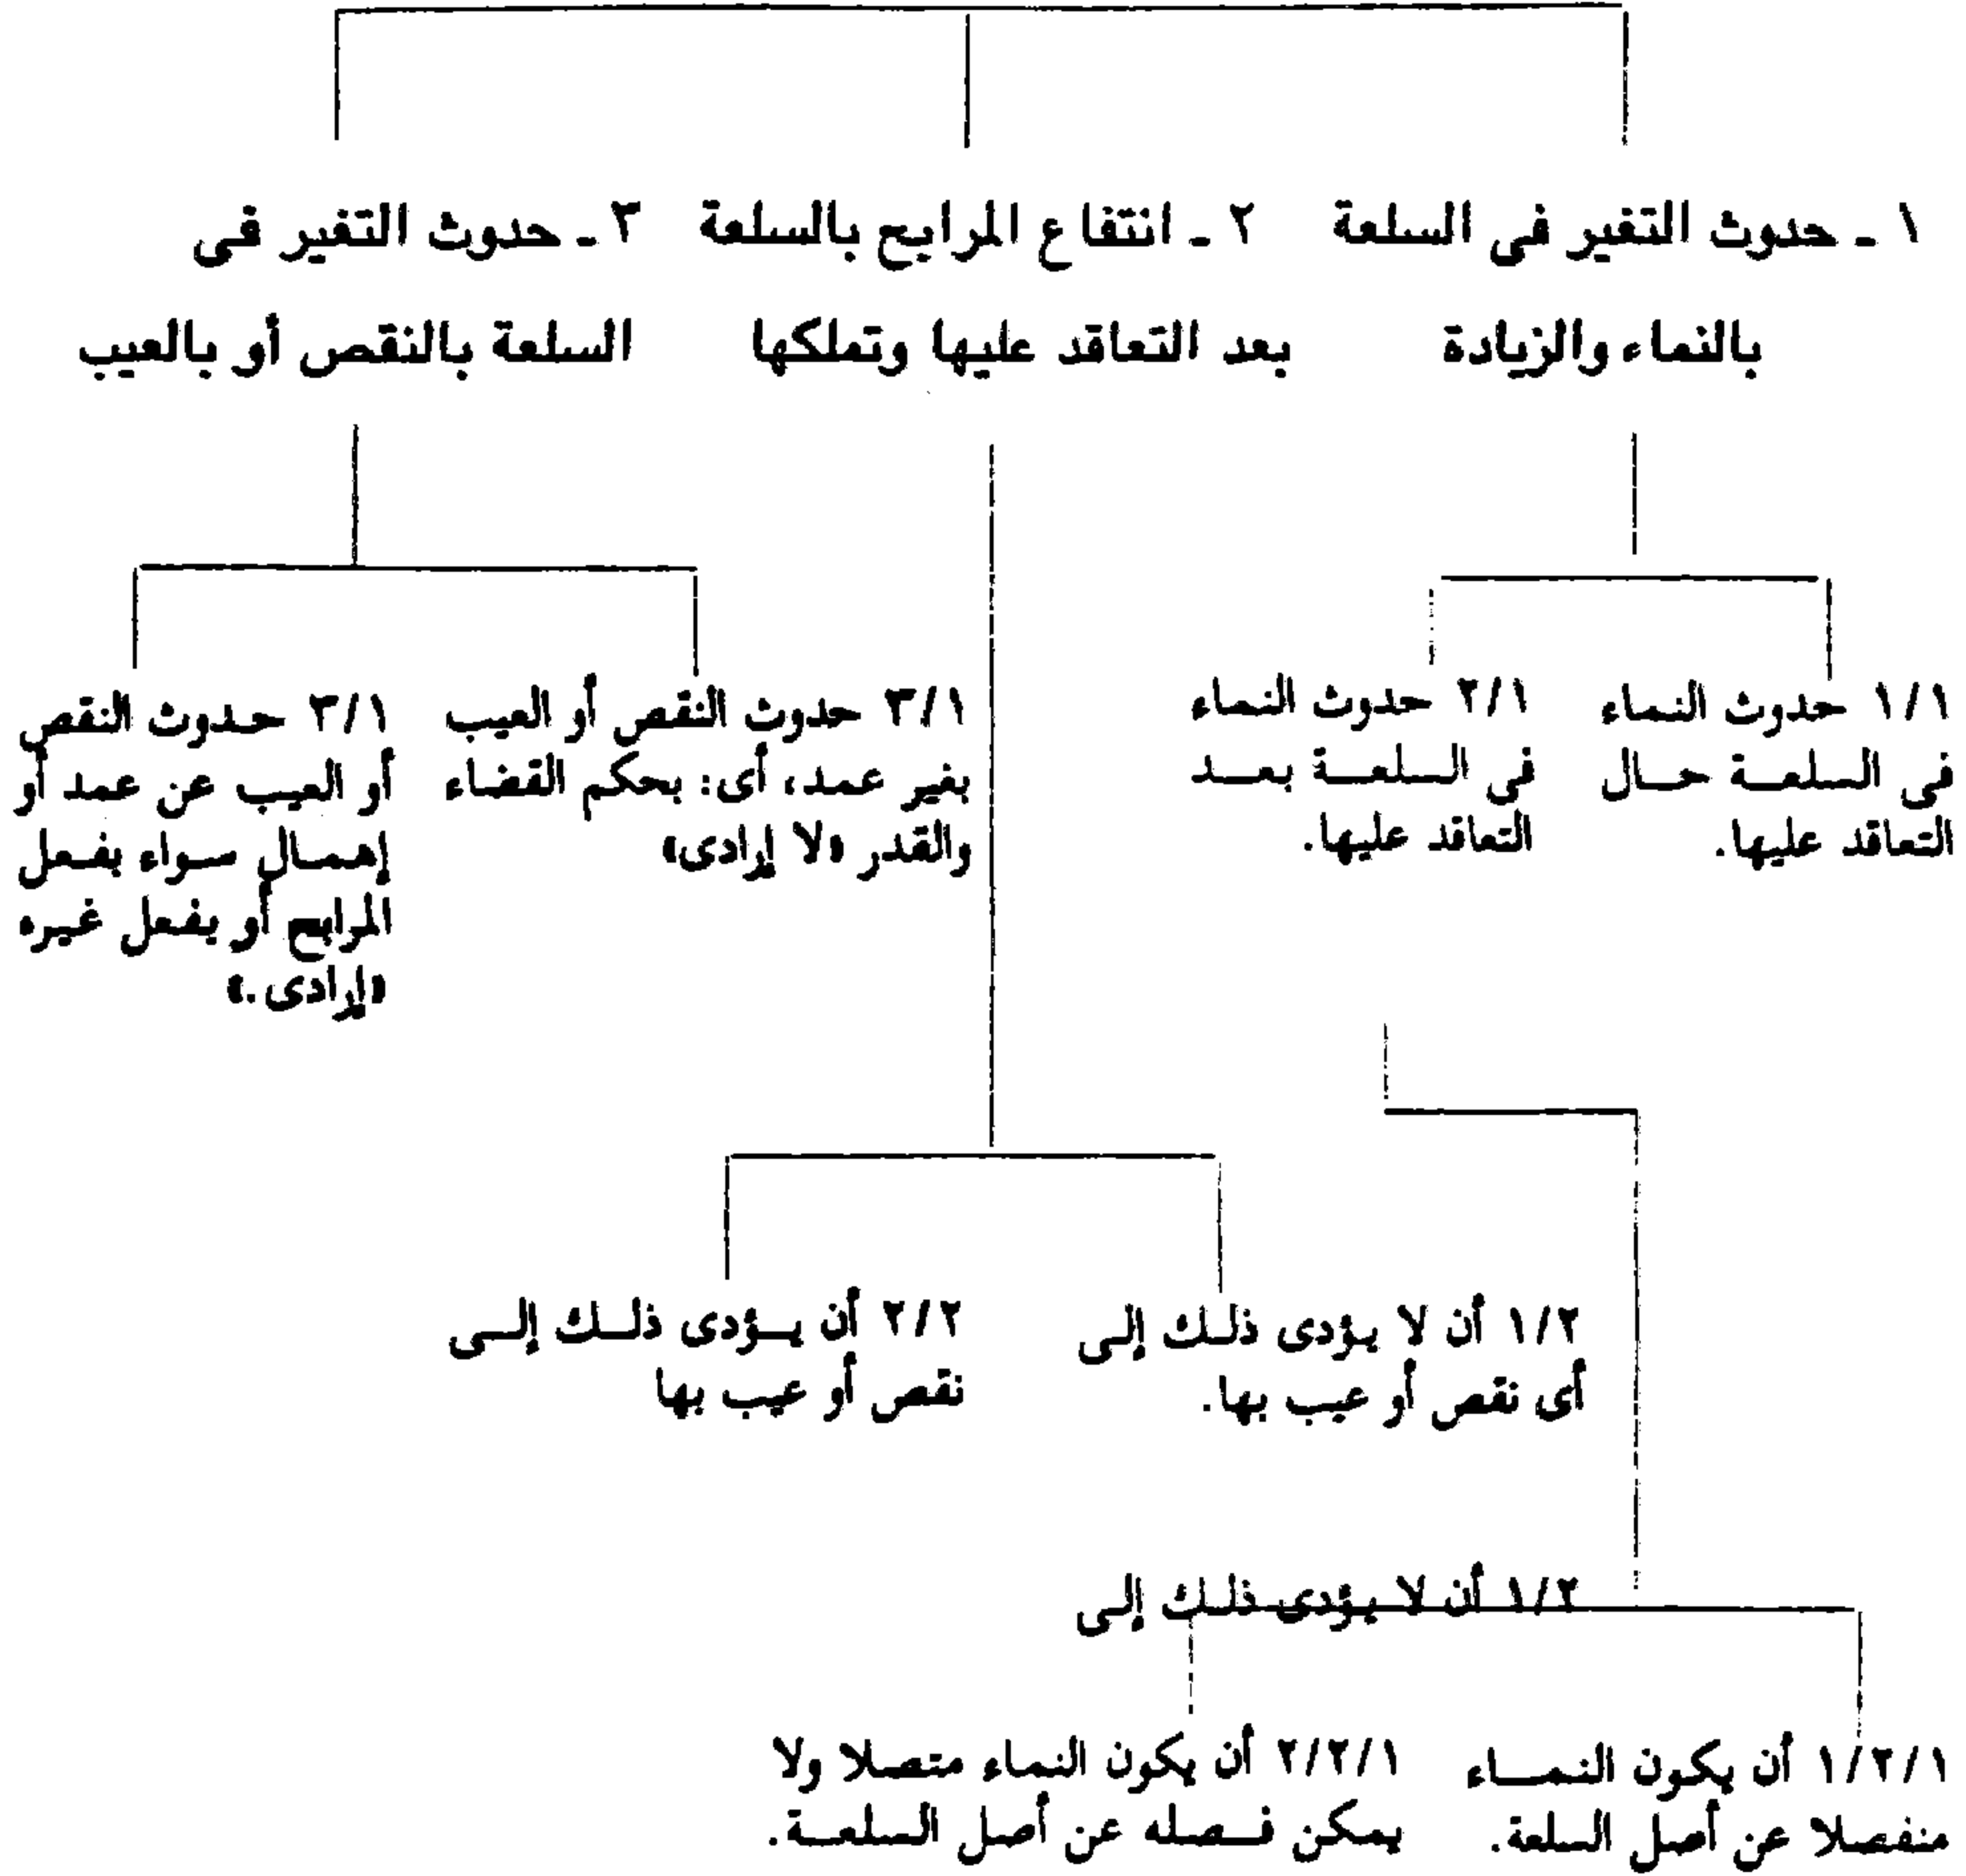 ١ ـ حدوث التغير فى السلعة
بالنماء والزيادة
٢ ـ انتفاع المرابح بالسلعة
بعد التعاقد عليها وتملكها
٣ ـ حدوث التغير فى
السلعة بالنقص أو بالعيب
١/١ حدوث النماء
فى السلعة حال
التعاقد عليها.
٢/١ حدوث النماء
فى السلعة بعد
التعاقد عليها.
٣/١ حدوث النقص أو العيب
بغير عمد، أى: بحكم القضاء
والقدر «لا إرادى»
٣/١ حدوث النقص
أو العيب عن عمد أو
إهمال سواء بفعل
المرابح أو بفعل غيره
«إرادى.»
١/٢ أن لا يؤدى ذلك إلى
أى نقص أو عيب بها.
٢/٢ أن يؤدى ذلك إلى
نقص أو عيب بها
١/٢ أن لا يؤدى ذلك إلى
١/٢/١ أن يكون النماء
منفصلا عن أصل السلعة.
٢/٢/١ أن يكون النماء متصلا ولا
يمكن فصله عن أصل السلعة.